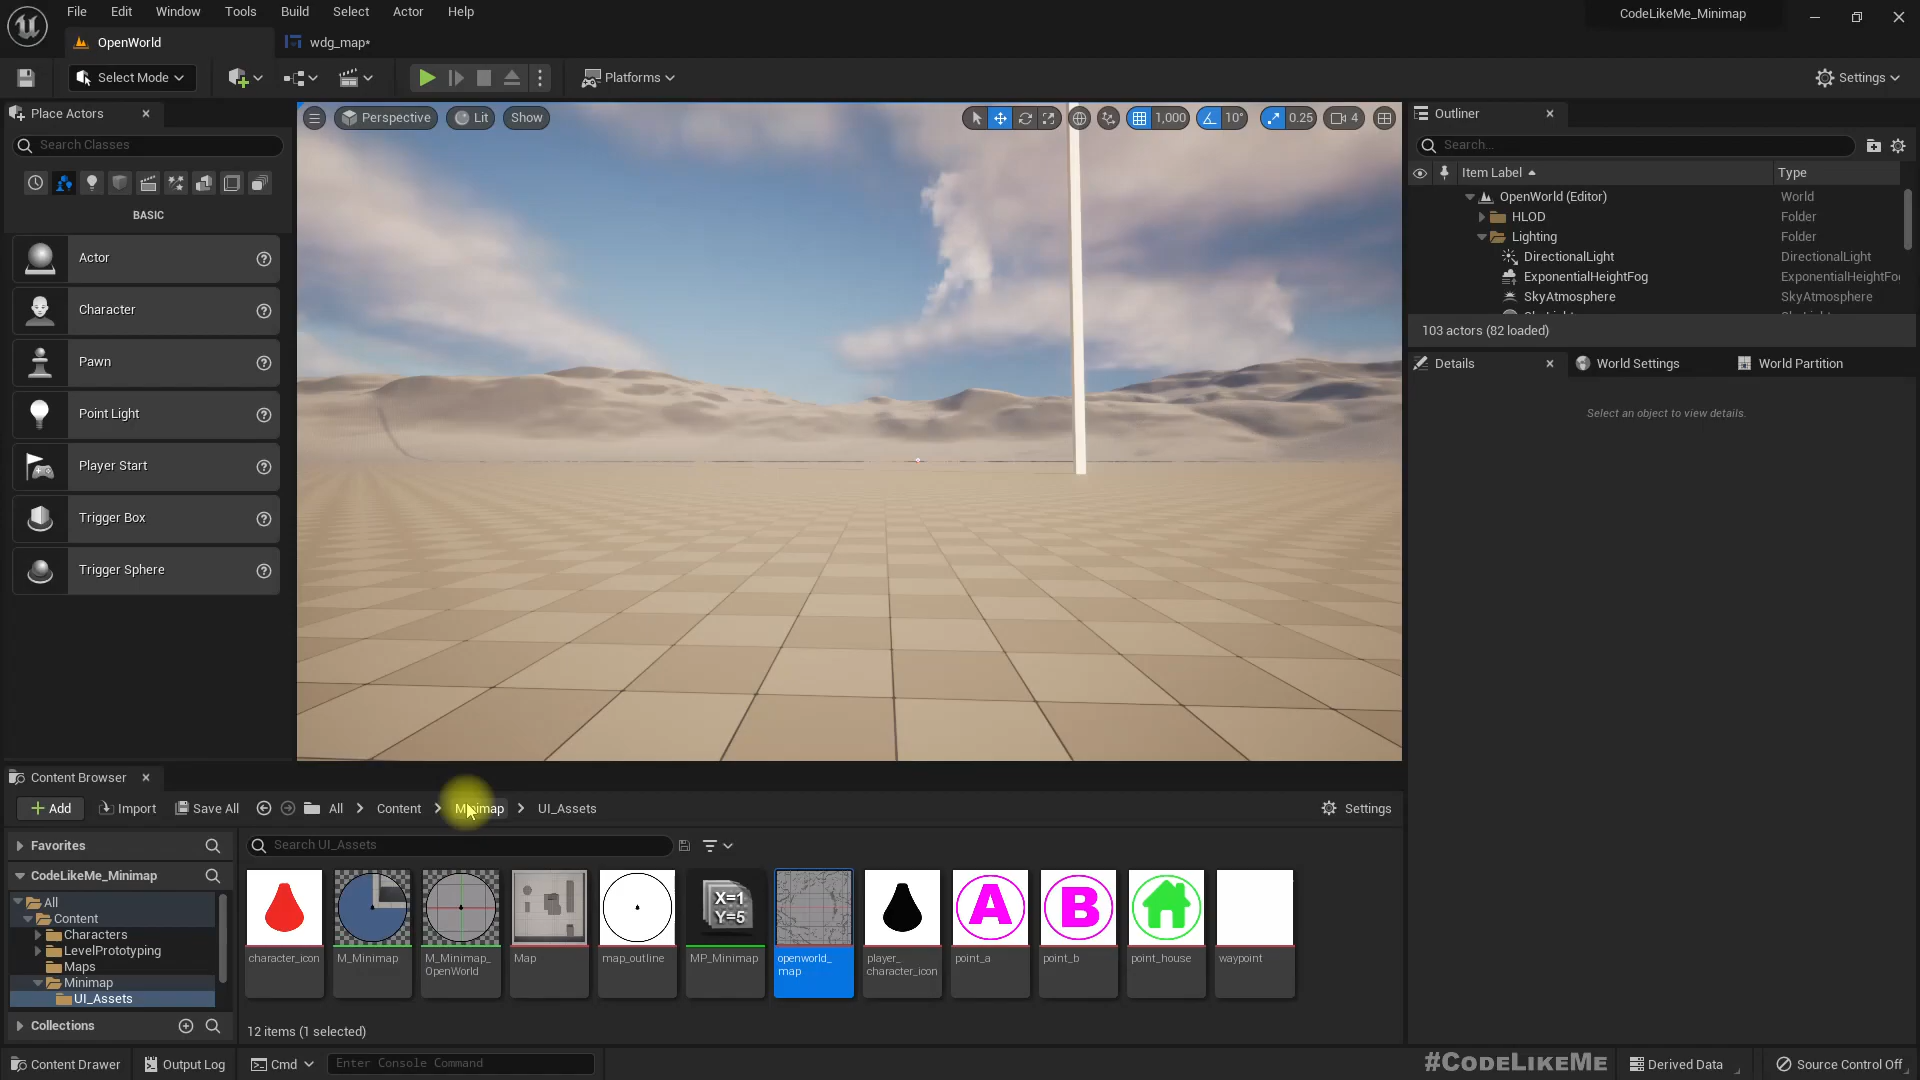 File Edit Window Tools Build Select Actor Help
CodeLikeMe_Minimap
OpenWorld
wdg_map*
Select Mode
Platforms
Settings
Place Actors
Search Classes
BASIC
Actor
Character
Pawn
Point Light
Player Start
Trigger Box
Trigger Sphere
Perspective Lit Show
1,000 10° 0.25 4
Outliner
Search...
Item Label Type
OpenWorld (Editor) World
HLOD Folder
Lighting Folder
DirectionalLight DirectionalLight
ExponentialHeightFog ExponentialHeightFo
SkyAtmosphere SkyAtmosphere
103 actors (82 loaded)
Details World Settings World Partition
Select an object to view details.
Content Browser
Add Import Save All All Content Minimap UI_Assets
Settings
Favorites
Search UI_Assets
CodeLikeMe_Minimap
All
Content
Characters
LevelPrototyping
Maps
Minimap
UI_Assets
Collections
X=1
Y=5
A
B
character_icon
M_Minimap
M_Minimap_
OpenWorld
Map
map_outline
MP_Minimap
openworld_
map
player_
character_icon
point_a
point_b
point_house
waypoint
12 items (1 selected)
Content Drawer Output Log Cmd Enter Console Command
#CODELIKEME
Derived Data Source Control Off